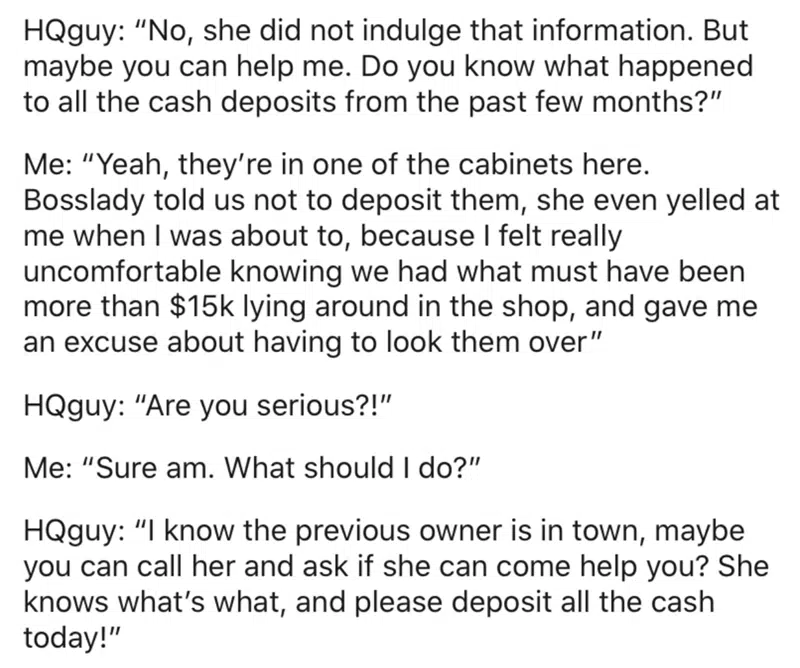 HQguy: “No, she did not indulge that information. But
maybe you can help me. Do you know what happened
to all the cash deposits from the past few months?”
Me: “Yeah, they’re in one of the cabinets here.
Bosslady told us not to deposit them, she even yelled at
me when I was about to, because I felt really
uncomfortable knowing we had what must have been
more than $15k lying around in the shop, and gave me
an excuse about having to look them over”
HQguy: “Are you serious?!”
Me: “Sure am. What should I do?”
HQguy: “I know the previous owner is in town, maybe
you can call her and ask if she can come help you? She
knows what’s what, and please deposit all the cash
today!”